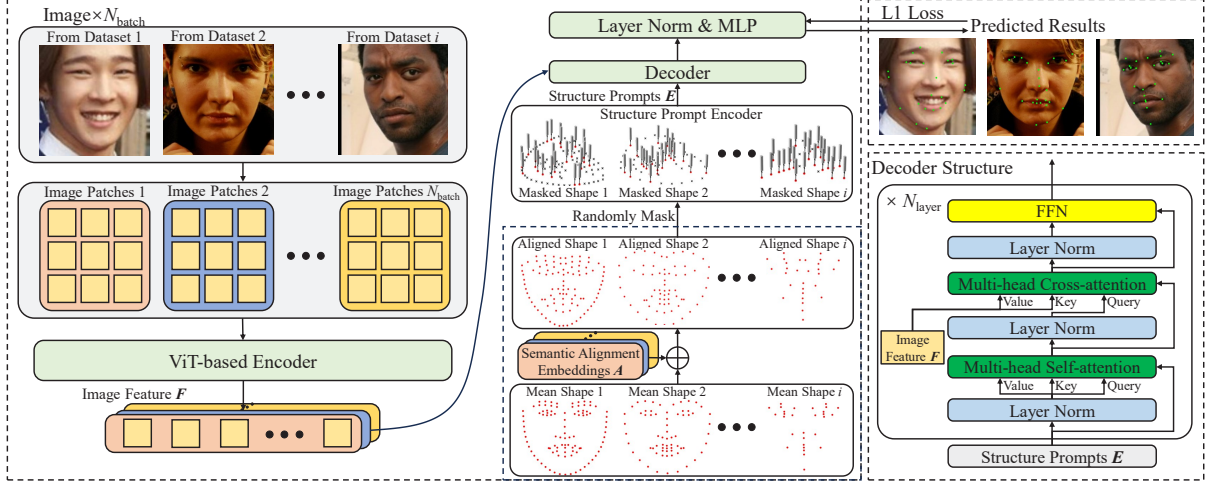 Image×N_batch
From Dataset 1
From Dataset 2
From Dataset i
Image Patches 1
Image Patches 2
Image Patches N_batch
ViT-based Encoder
Image Feature F
Layer Norm & MLP
Decoder
Structure Prompts E
Structure Prompt Encoder
Masked Shape 1
Masked Shape 2
Masked Shape i
Randomly Mask
Aligned Shape 1
Aligned Shape 2
Aligned Shape i
Semantic Alignment
Embeddings A
Mean Shape 1
Mean Shape 2
Mean Shape i
L1 Loss
Predicted Results
Decoder Structure
× N_layer
FFN
Layer Norm
Multi-head Cross-attention
Value
Key
Query
Image
Feature F
Layer Norm
Multi-head Self-attention
Value
Key
Query
Layer Norm
Structure Prompts E